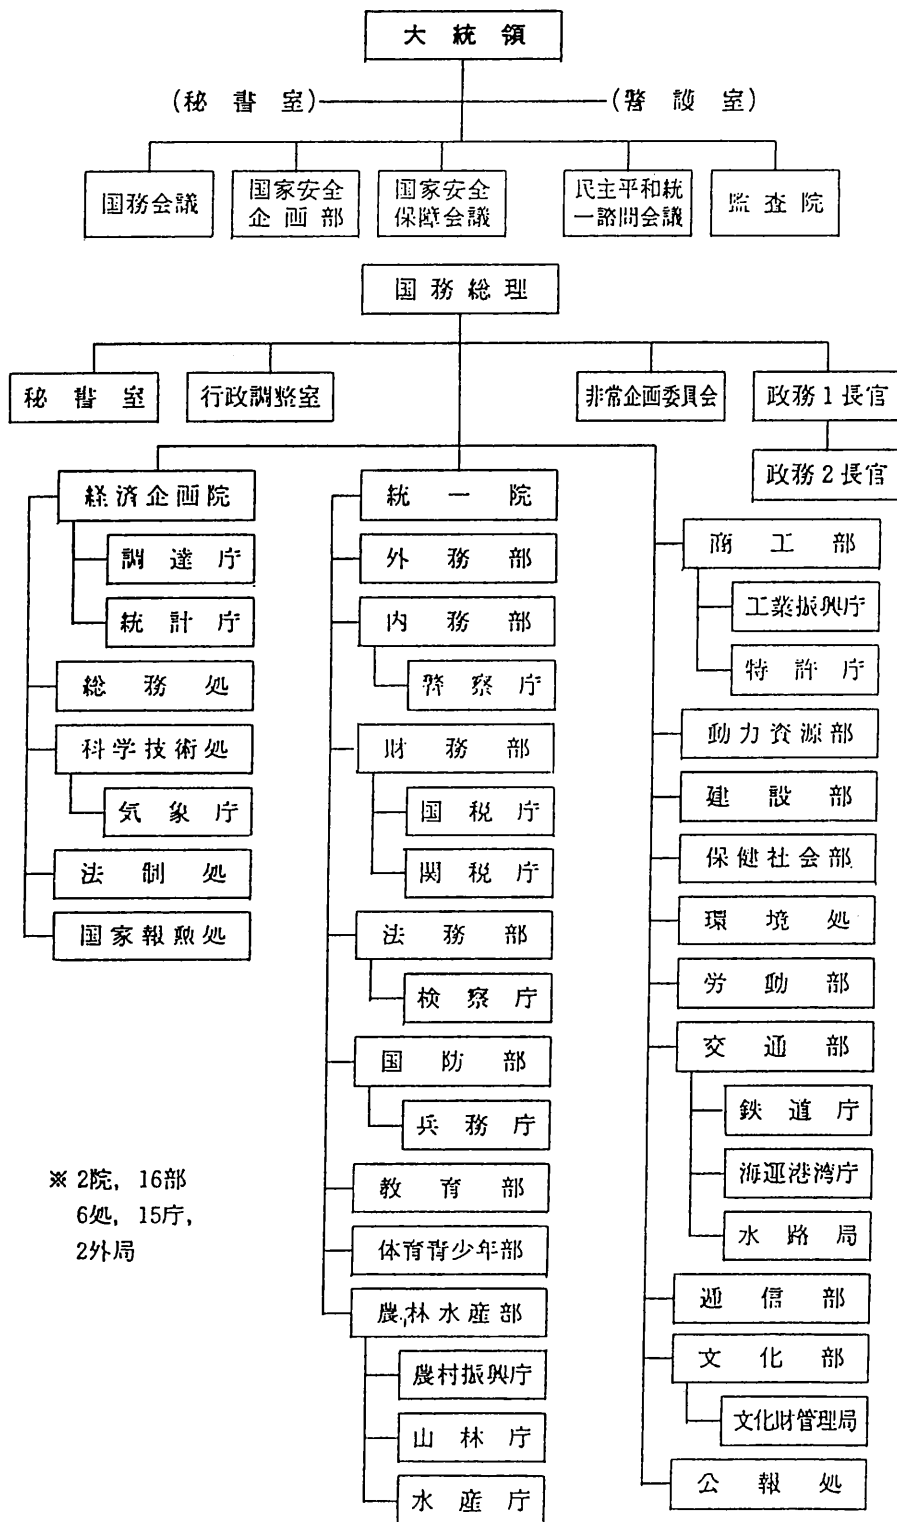 大統領
(秘書室)
(警護室)
国務会議
国家安全
企画部
国家安全
保障会議
民主平和統
一諮問会議
監査院
国務総理
秘書室
行政調整室
非常企画委員会
政務1長官
政務2長官
経済企画院
調達庁
統計庁
総務処
科学技術処
気象庁
法制処
国家報勲処
統一院
外務部
内務部
警察庁
財務部
国税庁
関税庁
法務部
検察庁
国防部
兵務庁
教育部
体育青少年部
農林水産部
農村振興庁
山林庁
水産庁
商工部
工業振興庁
特許庁
動力資源部
建設部
保健社会部
環境処
労動部
交通部
鉄道庁
海運港湾庁
水路局
逓信部
文化部
文化財管理局
公報処
※2院,16部
6処,15庁,
2外局